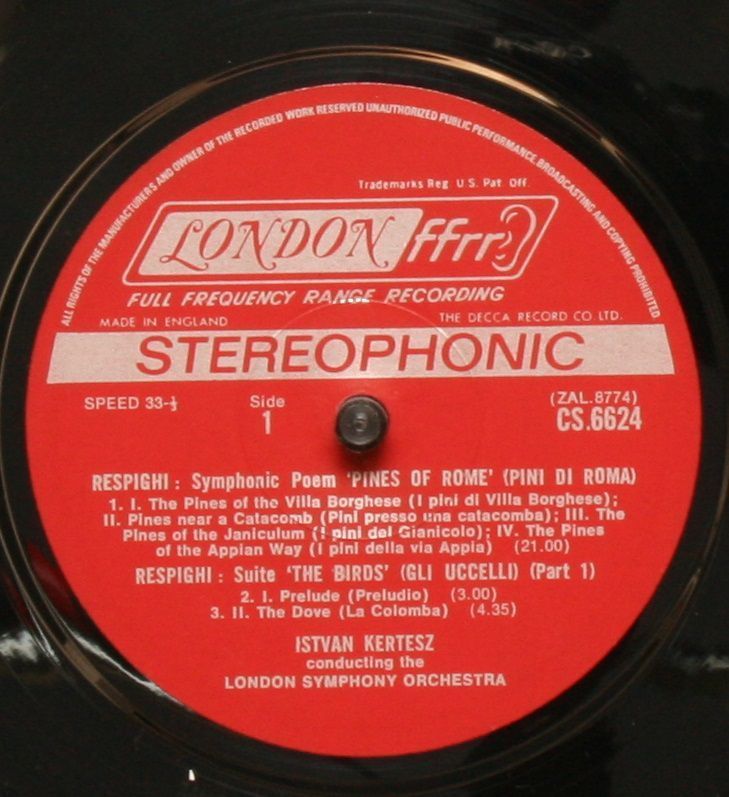 ALL RIGHTS OF THE MANUFACTURERS AND OWNER OF THE RECORDED WORK RESERVED UNAUTHORIZED PUBLIC PERFORMANCE BROADCASTING AND COPYING PROHIBITED
Trademarks Reg U.S. Pat Off.
LONDON ffrr
FULL FREQUENCY RANGE RECORDING
MADE IN ENGLAND THE DECCA RECORD CO. LTD.
STEREOPHONIC
SPEED 33-⅓ Side (ZAL.8774)
1 CS.6624
RESPIGHI : Symphonic Poem 'PINES OF ROME' (PINI DI ROMA)
1. I. The Pines of the Villa Borghese (I pini di Villa Borghese);
II. Pines near a Catacomb (Pini presso una catacomba); III. The
Pines of the Janiculum (I pini del Gianicolo); IV. The Pines
of the Appian Way (I pini della via Appia) (21.00)
RESPIGHI : Suite 'THE BIRDS' (GLI UCCELLI) (Part 1)
2. I. Prelude (Preludio) (3.00)
3. II. The Dove (La Colomba) (4.35)
ISTVAN KERTESZ
conducting the
LONDON SYMPHONY ORCHESTRA